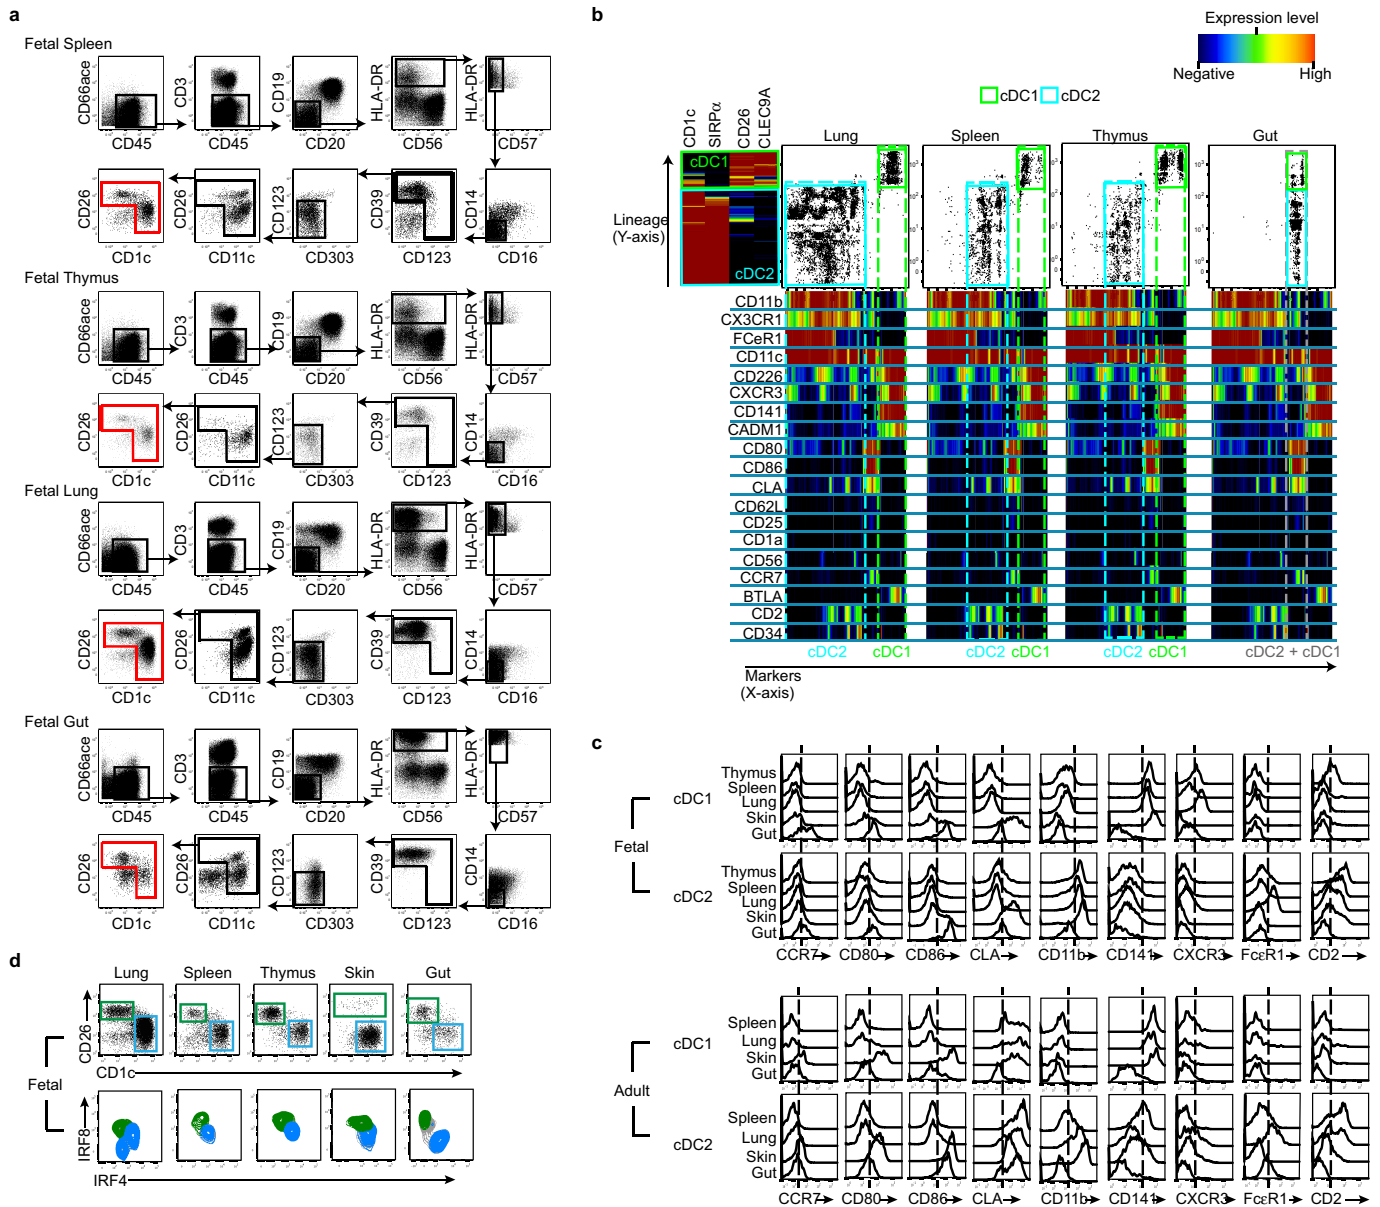 a
Fetal Spleen
CD66ace
CD3
CD19
HLA-DR
HLA-DR
CD45
CD45
CD20
CD56
CD57
CD26
CD26
CD123
CD39
CD14
CD1c
CD11c
CD303
CD123
CD16
Fetal Thymus
CD66ace
CD3
CD19
HLA-DR
HLA-DR
CD45
CD45
CD20
CD56
CD57
CD26
CD26
CD123
CD39
CD14
CD1c
CD11c
CD303
CD123
CD16
Fetal Lung
CD66ace
CD3
CD19
HLA-DR
HLA-DR
CD45
CD45
CD20
CD56
CD57
CD26
CD26
CD123
CD39
CD14
CD1c
CD11c
CD303
CD123
CD16
Fetal Gut
CD66ace
CD3
CD19
HLA-DR
HLA-DR
CD45
CD45
CD20
CD56
CD57
CD26
CD26
CD123
CD39
CD14
CD1c
CD11c
CD303
CD123
CD16
b
Expression level
Negative High
cDC1 cDC2
CD1c
SIRPα
CD26
CLEC9A
Lung Spleen Thymus Gut
cDC1
Lineage
(Y-axis)
cDC2
CD11b
CX3CR1
FCeR1
CD11c
CD226
CXCR3
CD141
CADM1
CD80
CD86
CLA
CD62L
CD25
CD1a
CD56
CCR7
BTLA
CD2
CD34
cDC2 cDC1 cDC2 cDC1 cDC2 cDC1 cDC2 + cDC1
Markers
(X-axis)
c
Fetal
cDC1
Thymus
Spleen
Lung
Skin
Gut
cDC2
Thymus
Spleen
Lung
Skin
Gut
CCR7 CD80 CD86 CLA CD11b CD141 CXCR3 FcεR1 CD2
Adult
cDC1
Spleen
Lung
Skin
Gut
cDC2
Spleen
Lung
Skin
Gut
CCR7 CD80 CD86 CLA CD11b CD141 CXCR3 FcεR1 CD2
d
Lung Spleen Thymus Skin Gut
Fetal
CD26
CD1c
IRF8
IRF4